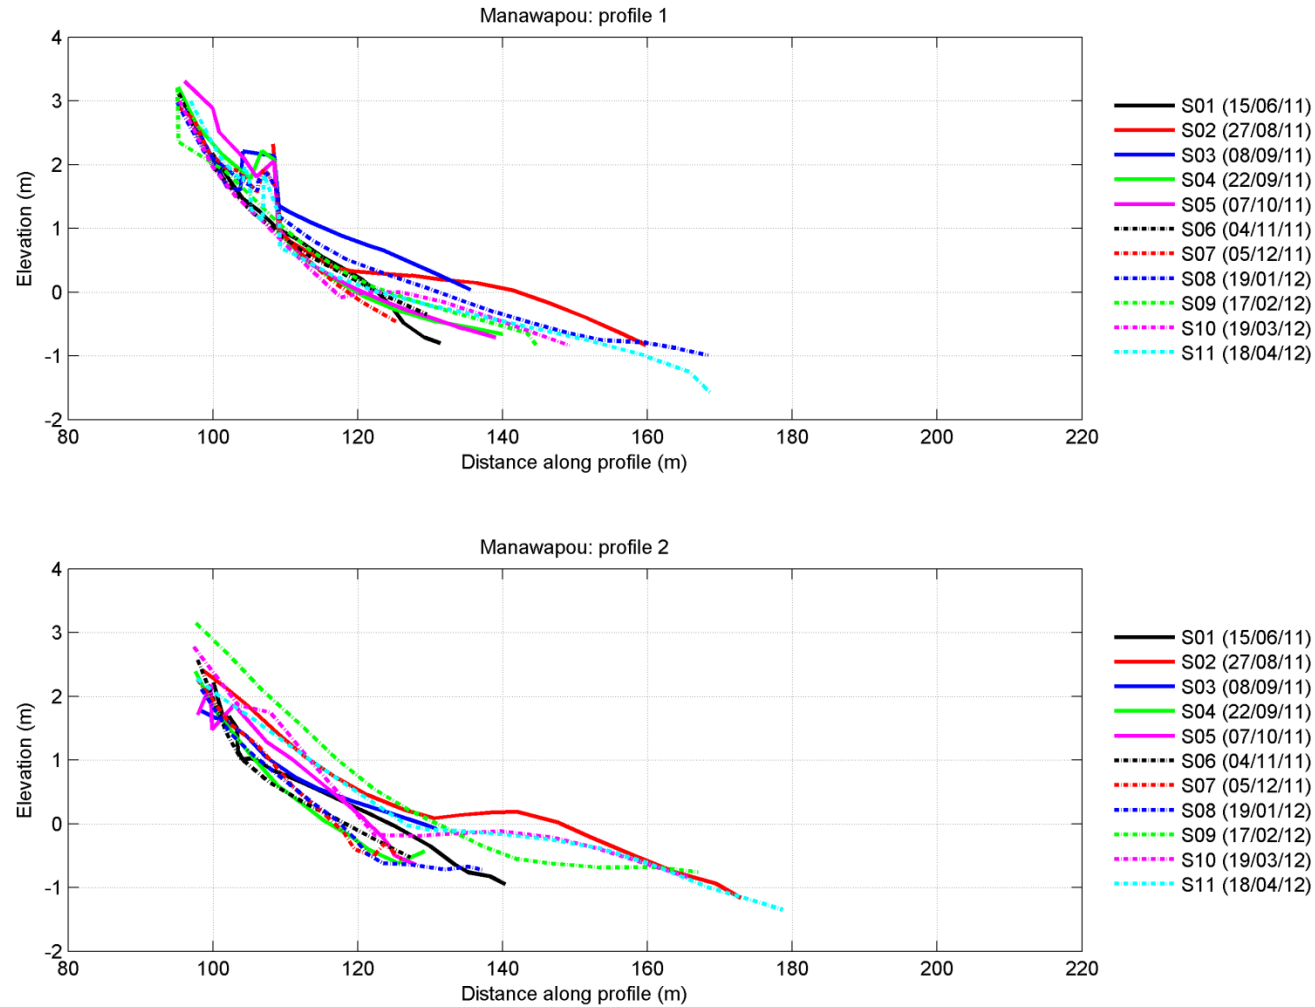 Manawapou: profile 1
4
3
2
1
0
-1
-2
Elevation (m)
80 100 120 140 160 180 200 220
Distance along profile (m)
S01 (15/06/11)
S02 (27/08/11)
S03 (08/09/11)
S04 (22/09/11)
S05 (07/10/11)
S06 (04/11/11)
S07 (05/12/11)
S08 (19/01/12)
S09 (17/02/12)
S10 (19/03/12)
S11 (18/04/12)
Manawapou: profile 2
4
3
2
1
0
-1
-2
Elevation (m)
80 100 120 140 160 180 200 220
Distance along profile (m)
S01 (15/06/11)
S02 (27/08/11)
S03 (08/09/11)
S04 (22/09/11)
S05 (07/10/11)
S06 (04/11/11)
S07 (05/12/11)
S08 (19/01/12)
S09 (17/02/12)
S10 (19/03/12)
S11 (18/04/12)